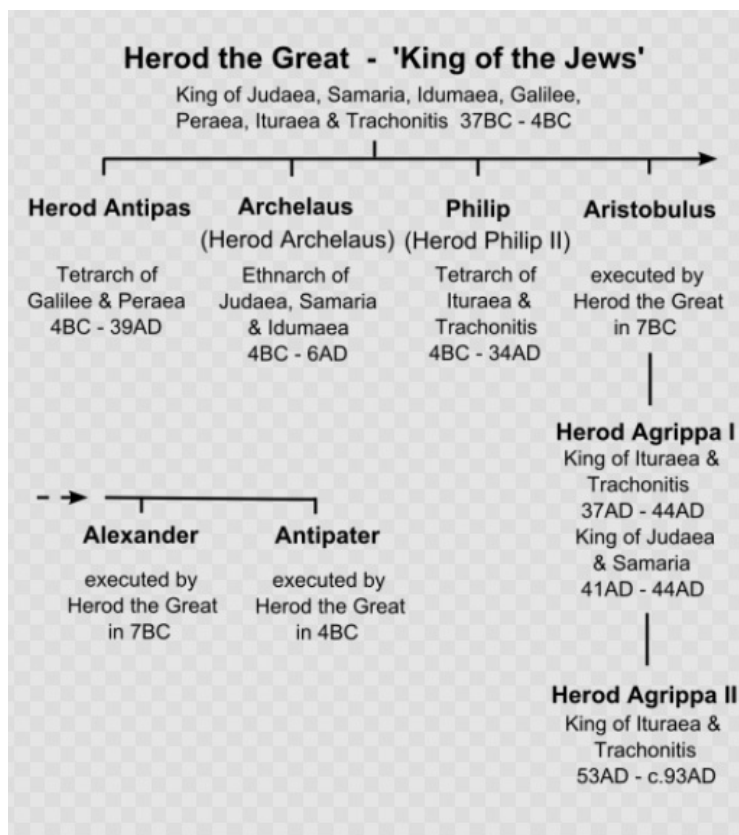 Herod the Great - 'King of the Jews'
King of Judaea, Samaria, Idumaea, Galilee,
Peraea, Ituraea & Trachonitis 37BC - 4BC
Herod Antipas
Tetrarch of
Galilee & Peraea
4BC - 39AD
Archelaus
(Herod Archelaus)
Ethnarch of
Judaea, Samaria
& Idumaea
4BC - 6AD
Philip
(Herod Philip II)
Tetrarch of
Ituraea &
Trachonitis
4BC - 34AD
Aristobulus
executed by
Herod the Great
in 7BC
Herod Agrippa I
King of Ituraea &
Trachonitis
37AD - 44AD
King of Judaea
& Samaria
41AD - 44AD
Herod Agrippa II
King of Ituraea &
Trachonitis
53AD - c.93AD
Alexander
executed by
Herod the Great
in 7BC
Antipater
executed by
Herod the Great
in 4BC